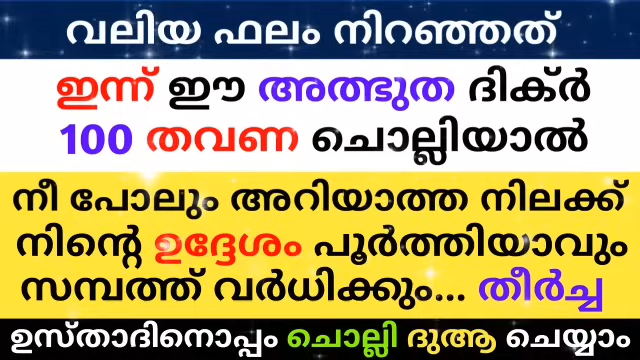 വലിയ ഫലം നിറഞ്ഞത്
ഇന്ന് ഈ അത്ഭുത ദിക്ർ
100 തവണ ചൊല്ലിയാൽ
നീ പോലും അറിയാത്ത നിലക്ക്
നിന്റെ ഉദ്ദേശം പൂർത്തിയാവും
സമ്പത്ത് വർധിക്കും... തീർച്ച
ഉസ്താദിനൊപ്പം ചൊല്ലി ദുആ ചെയ്യാം